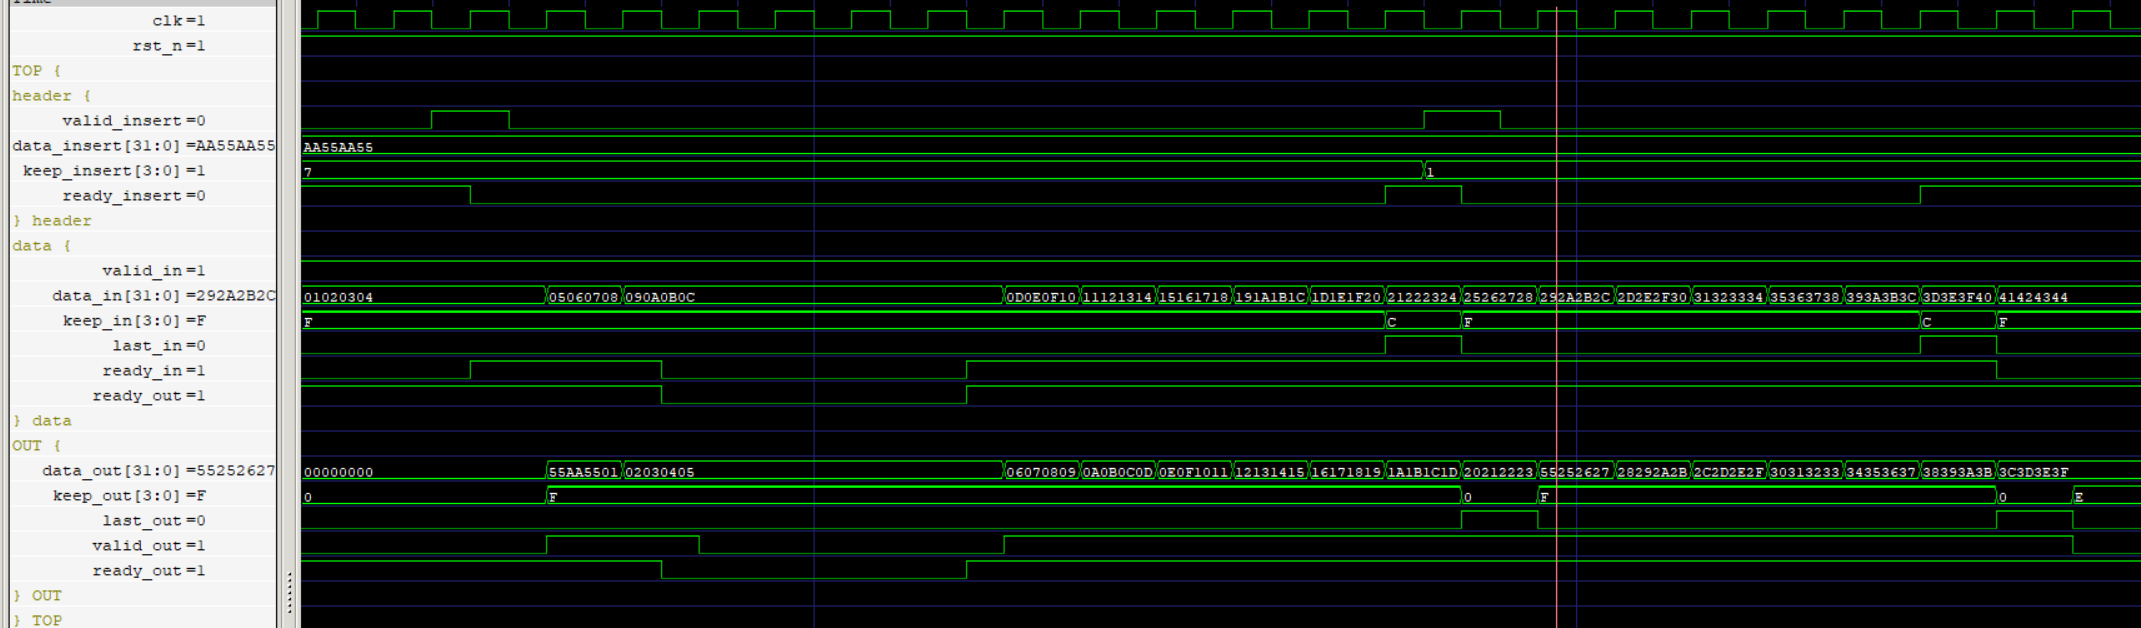 Time
clk=1
rst_n=1
TOP {
header {
valid_insert=0
data_insert[31:0]=AA55AA55 AA55AA55
keep_insert[3:0]=1 7 1
ready_insert=0
} header
data {
valid_in=1
data_in[31:0]=292A2B2C 01020304 05060708 090A0B0C 0D0E0F10 11121314 15161718 191A1B1C 1D1E1F20 21222324 25262728 292A2B2C 2D2E2F30 31323334 35363738 393A3B3C 3D3E3F40 41424344
keep_in[3:0]=F F C F C F
last_in=0
ready_in=1
ready_out=1
} data
OUT {
data_out[31:0]=55252627 00000000 55AA5501 02030405 06070809 0A0B0C0D 0E0F1011 12131415 16171819 1A1B1C1D 20212223 55252627 28292A2B 2C2D2E2F 30313233 34353637 38393A3B 3C3D3E3F
keep_out[3:0]=F 0 F 0 F 0 E
last_out=0
valid_out=1
ready_out=1
} OUT
} TOP